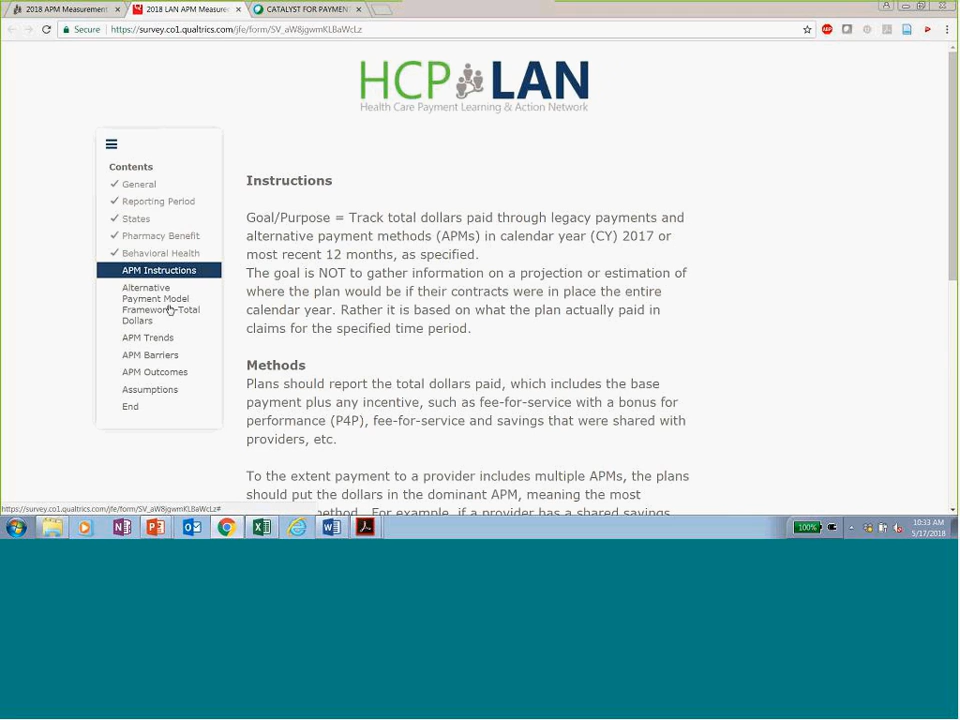 2018 APM Measurement
2018 LAN APM Measure
CATALYST FOR PAYMEN
Secure
https://survey.co1.qualtrics.com/jfe/form/SV_aW8jgwmKLBaWcLz
HCP LAN
Health Care Payment Learning & Action Network
Contents
General
Reporting Period
States
Pharmacy Benefit
Behavioral Health
APM Instructions
Alternative
Payment Model
Framework-Total
Dollars
APM Trends
APM Barriers
APM Outcomes
Assumptions
End
Instructions
Goal/Purpose = Track total dollars paid through legacy payments and
alternative payment methods (APMs) in calendar year (CY) 2017 or
most recent 12 months, as specified.
The goal is NOT to gather information on a projection or estimation of
where the plan would be if their contracts were in place the entire
calendar year. Rather it is based on what the plan actually paid in
claims for the specified time period.
Methods
Plans should report the total dollars paid, which includes the base
payment plus any incentive, such as fee-for-service with a bonus for
performance (P4P), fee-for-service and savings that were shared with
providers, etc.
To the extent payment to a provider includes multiple APMs, the plans
should put the dollars in the dominant APM, meaning the most
method. For example, if a provider has a shared savings
https://survey.co1.qualtrics.com/jfe/form/SV_aW8jgwmKLBaWcLz#
100%
10:33 AM
5/17/2018